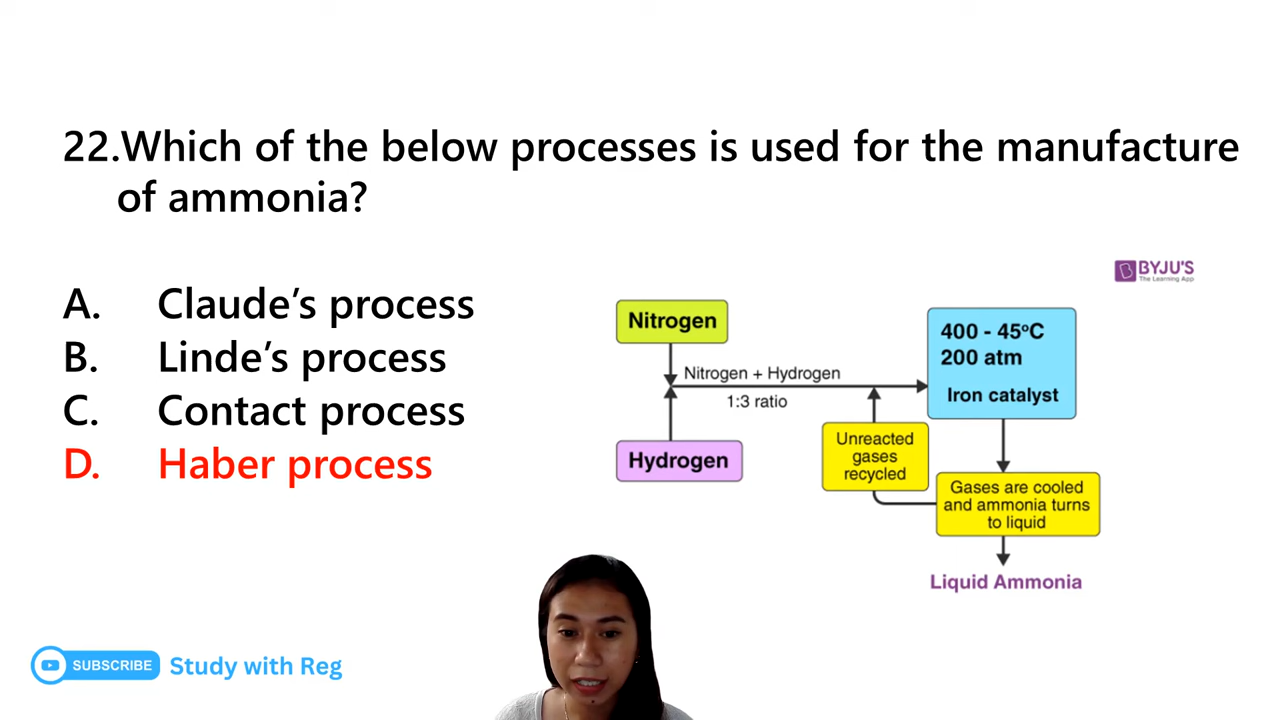 22.Which of the below processes is used for the manufacture
of ammonia?
A. Claude’s process
B. Linde’s process
C. Contact process
D. Haber process
BYJU'S
The Learning App
Nitrogen
Nitrogen + Hydrogen
1:3 ratio
Hydrogen
400 - 45ºC
200 atm
Iron catalyst
Unreacted
gases
recycled
Gases are cooled
and ammonia turns
to liquid
Liquid Ammonia
SUBSCRIBE
Study with Reg